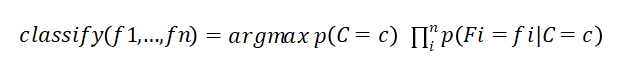 classify(f1,...,fn) = argmax p(C = c) ∏ᵢⁿ p(Fi = fi|C = c)